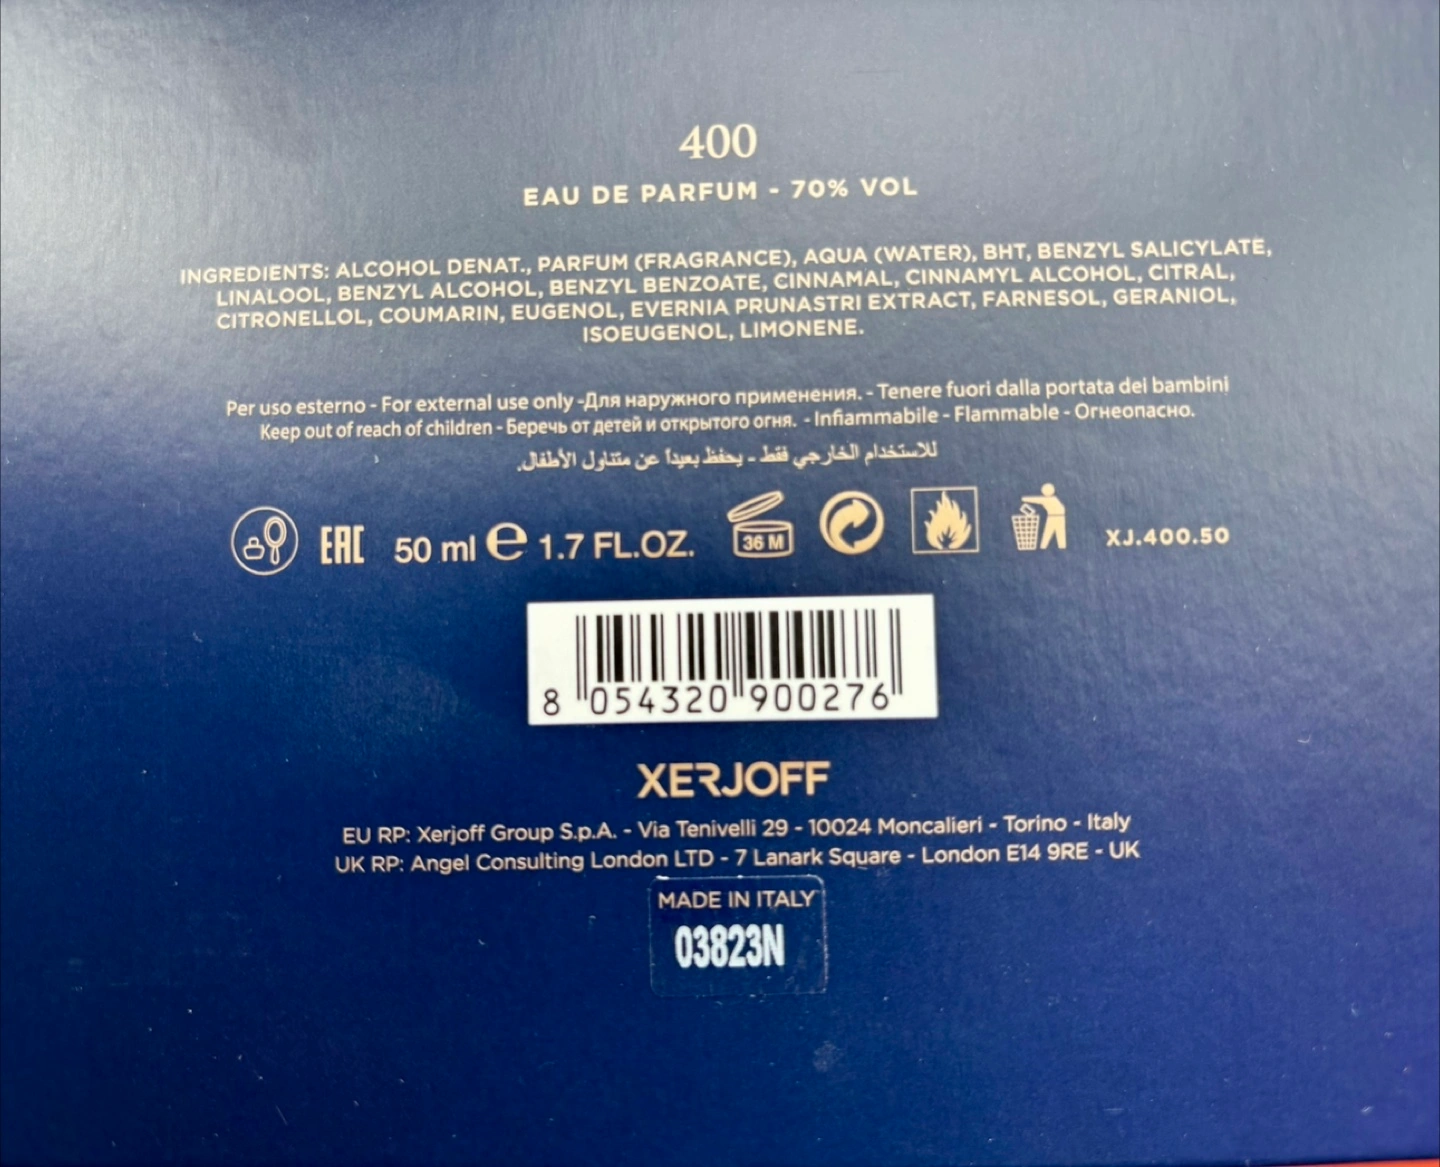 400
EAU DE PARFUM - 70% VOL
INGREDIENTS: ALCOHOL DENAT., PARFUM (FRAGRANCE), AQUA (WATER), BHT, BENZYL SALICYLATE,
LINALOOL, BENZYL ALCOHOL, BENZYL BENZOATE, CINNAMAL, CINNAMYL ALCOHOL, CITRAL,
CITRONELLOL, COUMARIN, EUGENOL, EVERNIA PRUNASTRI EXTRACT, FARNESOL, GERANIOL,
ISOEUGENOL, LIMONENE.
Per uso esterno - For external use only -Для наружного применения. - Tenere fuori dalla portata dei bambini
Keep out of reach of children - Беречь от детей и открытого огня. - Infiammabile - Flammable - Огнеопасно.
للاستخدام الخارجي فقط - يحفظ بعيداً عن متناول الأطفال.
EAC 50 ml e 1.7 FL.OZ. 36 M XJ.400.50
8 054320 900276
XERJOFF
EU RP: Xerjoff Group S.p.A. - Via Tenivelli 29 - 10024 Moncalieri - Torino - Italy
UK RP: Angel Consulting London LTD - 7 Lanark Square - London E14 9RE - UK
MADE IN ITALY
03823N